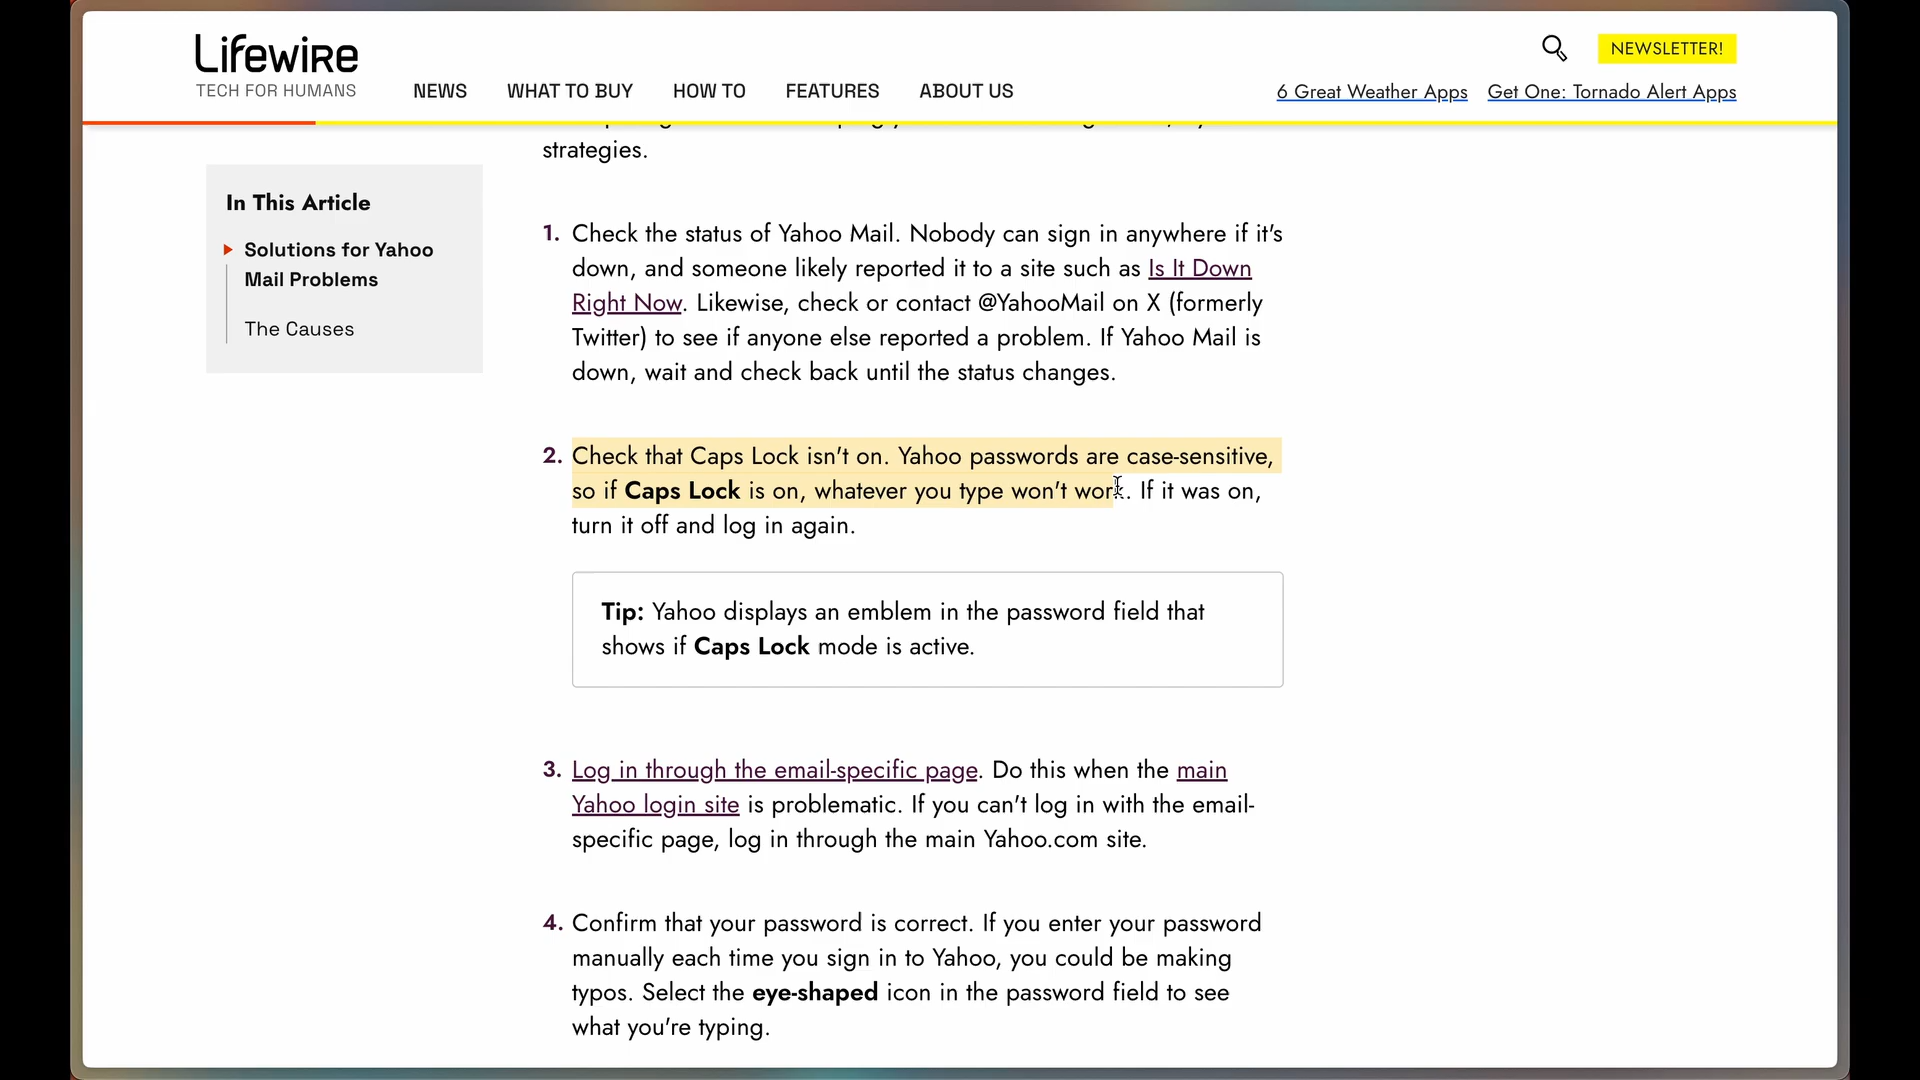 Lifewire
TECH FOR HUMANS
NEWS WHAT TO BUY HOW TO FEATURES ABOUT US
NEWSLETTER!
6 Great Weather Apps Get One: Tornado Alert Apps
In This Article
Solutions for Yahoo
Mail Problems
The Causes
strategies.
1. Check the status of Yahoo Mail. Nobody can sign in anywhere if it's
down, and someone likely reported it to a site such as Is It Down
Right Now. Likewise, check or contact @YahooMail on X (formerly
Twitter) to see if anyone else reported a problem. If Yahoo Mail is
down, wait and check back until the status changes.
2. Check that Caps Lock isn't on. Yahoo passwords are case-sensitive,
so if Caps Lock is on, whatever you type won't work. If it was on,
turn it off and log in again.
Tip: Yahoo displays an emblem in the password field that
shows if Caps Lock mode is active.
3. Log in through the email-specific page. Do this when the main
Yahoo login site is problematic. If you can't log in with the email-
specific page, log in through the main Yahoo.com site.
4. Confirm that your password is correct. If you enter your password
manually each time you sign in to Yahoo, you could be making
typos. Select the eye-shaped icon in the password field to see
what you're typing.